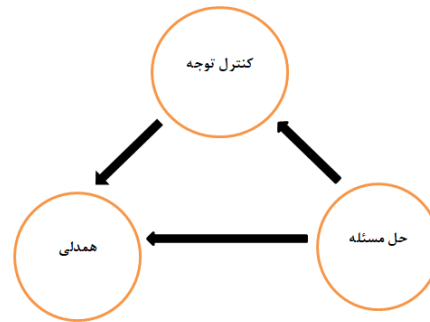 کنترل توجه
حل مسئله
همدلی